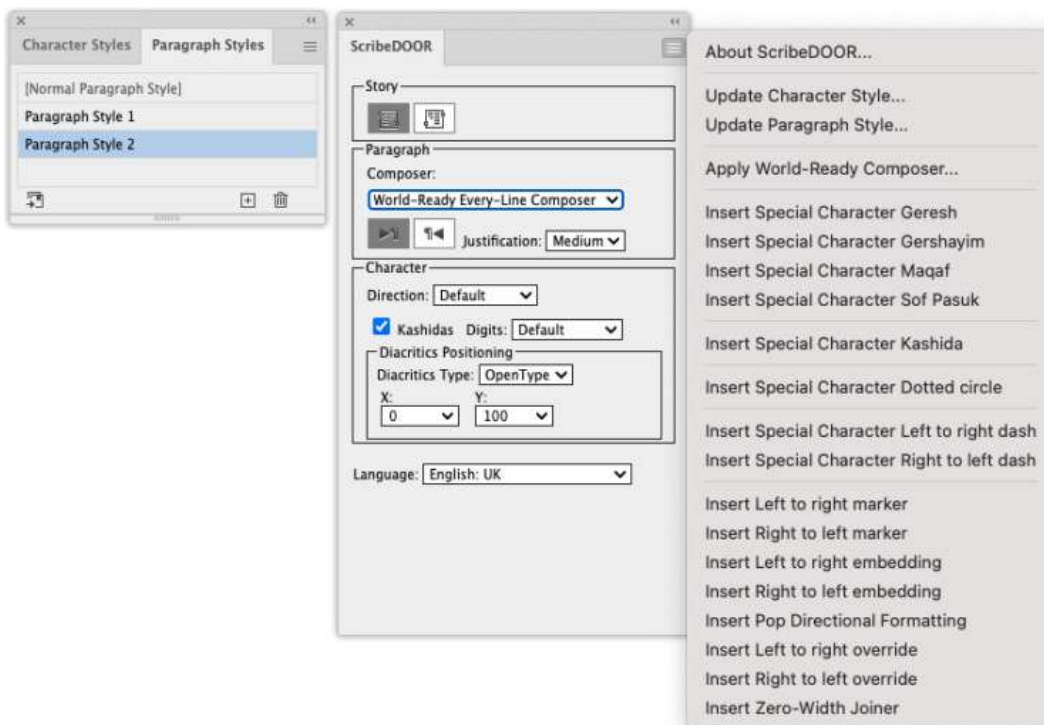 Character Styles Paragraph Styles
[Normal Paragraph Style]
Paragraph Style 1
Paragraph Style 2
ScribeDOOR
Story
Paragraph
Composer:
World-Ready Every-Line Composer
Justification: Medium
Character
Direction: Default
Kashidas Digits: Default
Diacritics Positioning
Diacritics Type: OpenType
X: Y:
0 100
Language: English: UK
About ScribeDOOR...
Update Character Style...
Update Paragraph Style...
Apply World-Ready Composer...
Insert Special Character Geresh
Insert Special Character Gershayim
Insert Special Character Maqaf
Insert Special Character Sof Pasuk
Insert Special Character Kashida
Insert Special Character Dotted circle
Insert Special Character Left to right dash
Insert Special Character Right to left dash
Insert Left to right marker
Insert Right to left marker
Insert Left to right embedding
Insert Right to left embedding
Insert Pop Directional Formatting
Insert Left to right override
Insert Right to left override
Insert Zero-Width Joiner